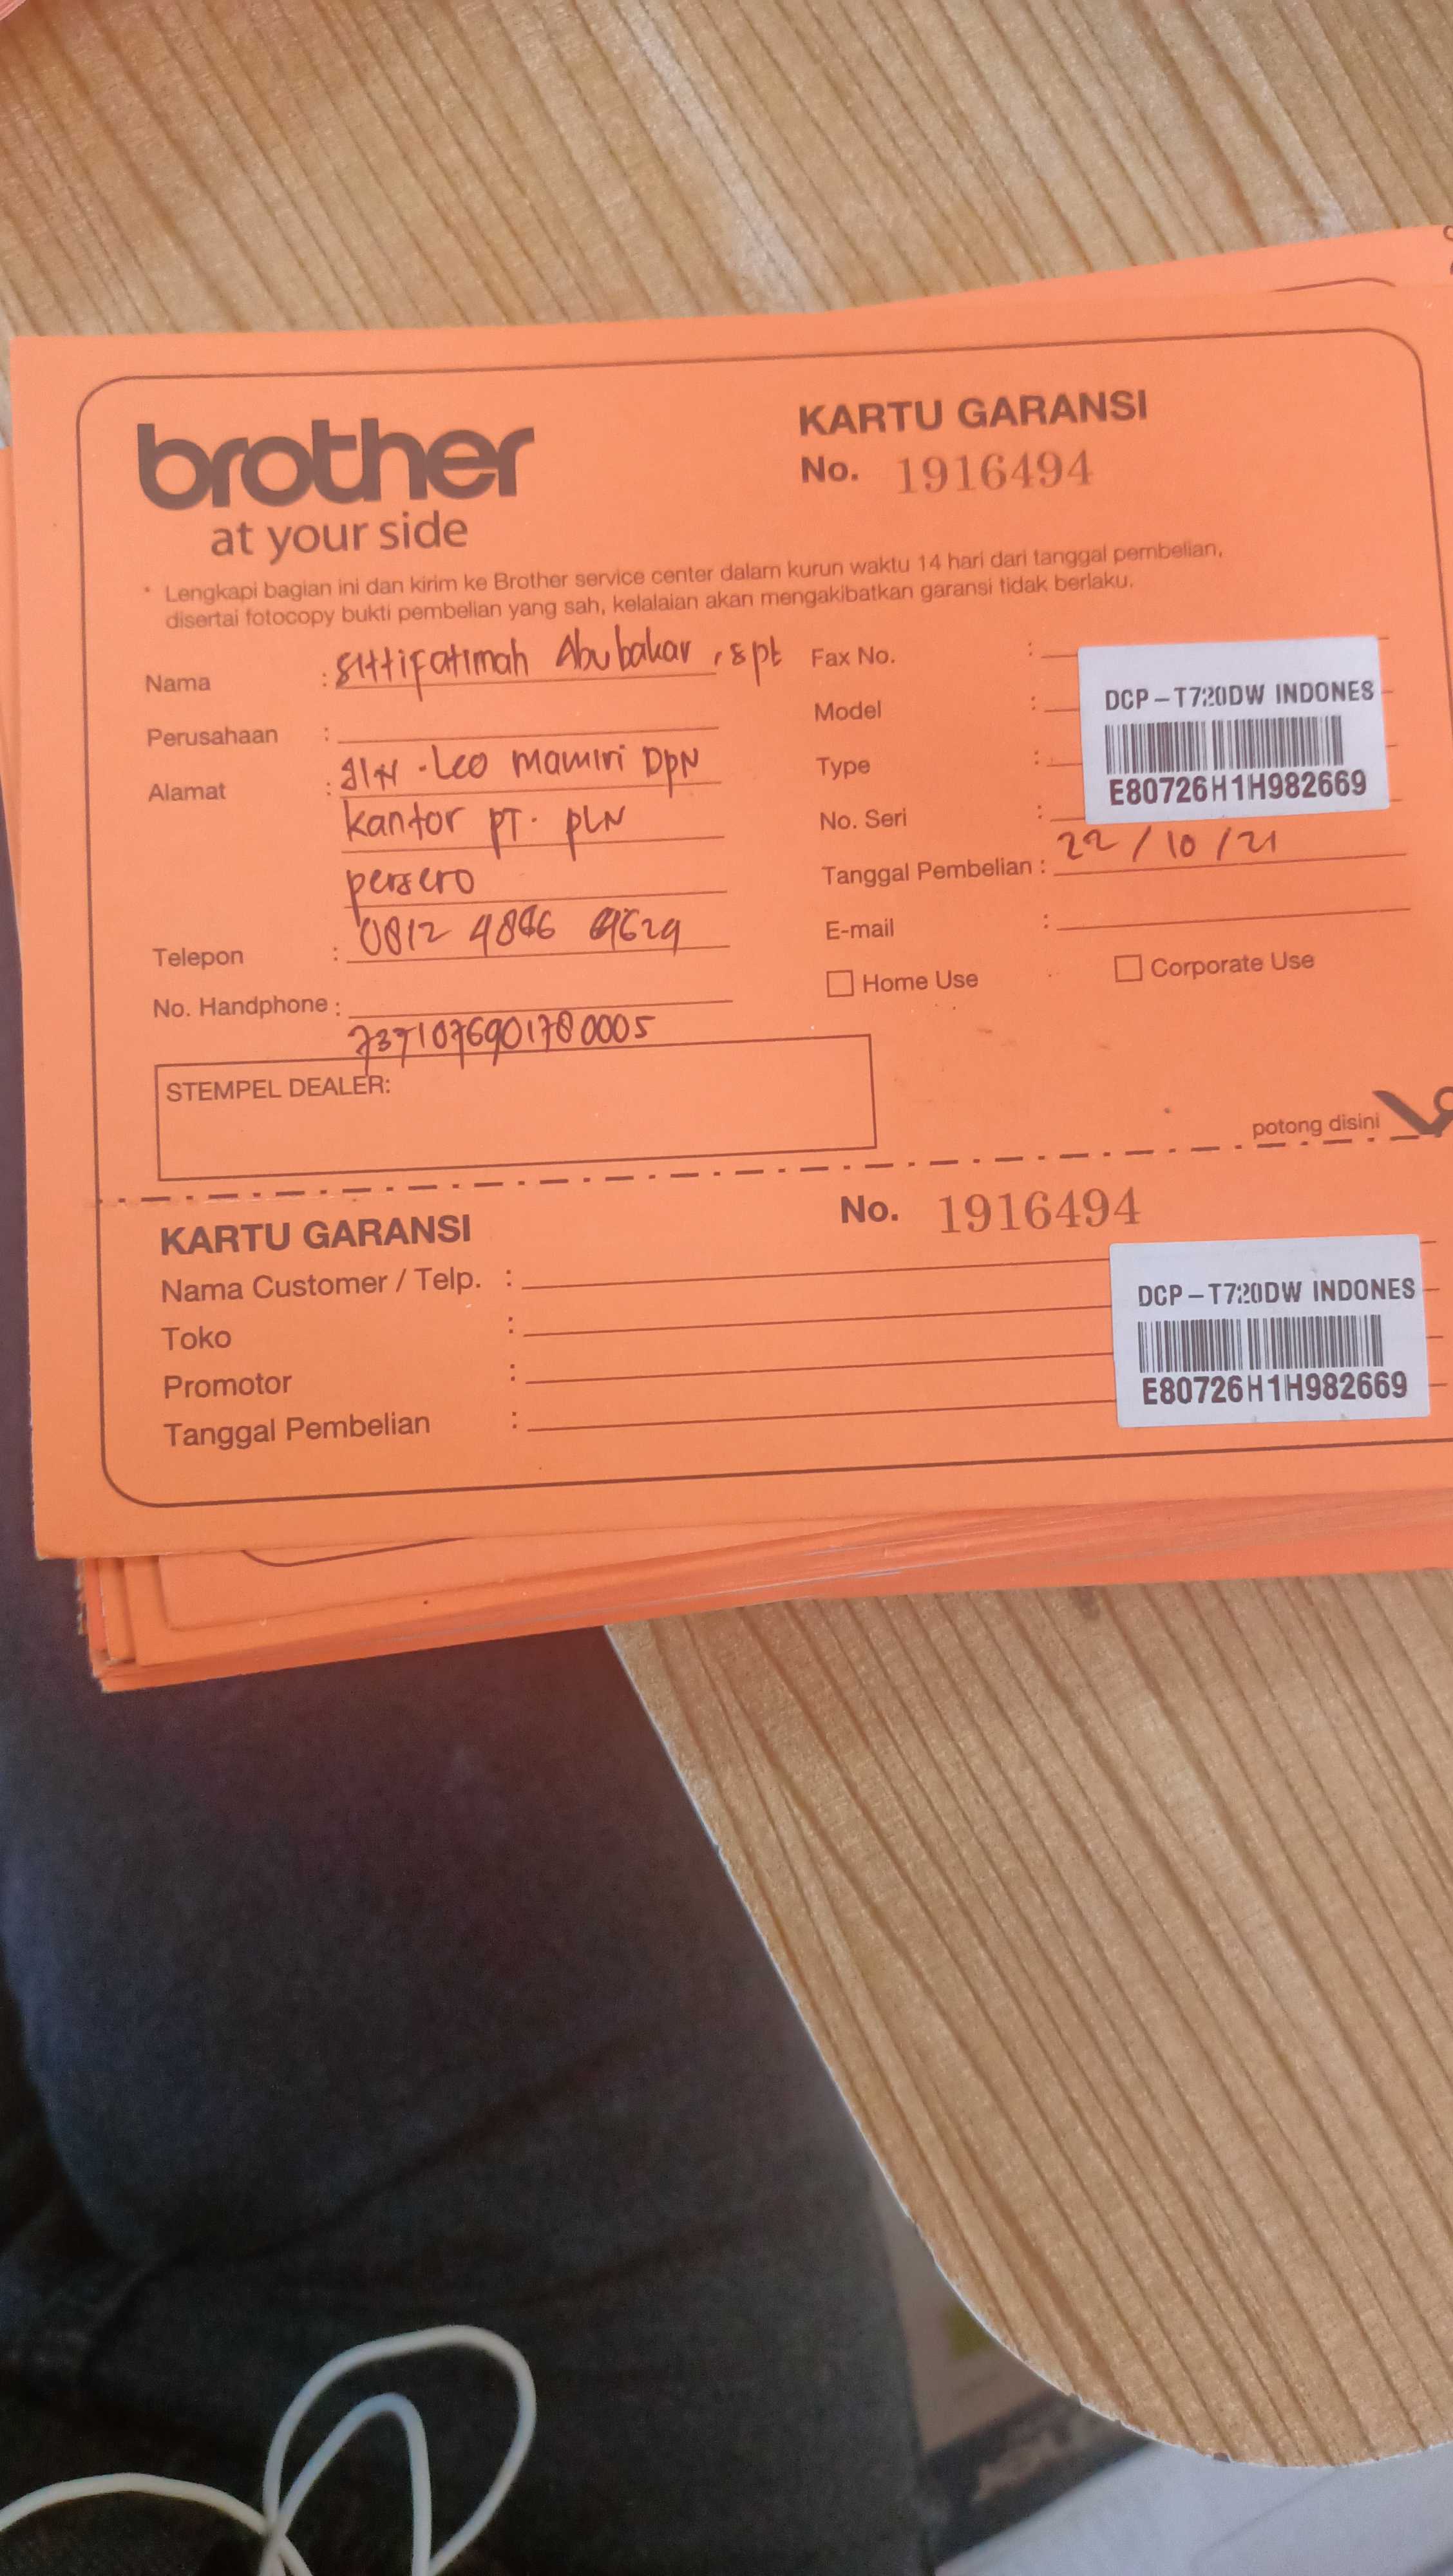 brother
at your side
KARTU GARANSI
No. 1916494
* Lengkapi bagian ini dan kirim ke Brother service center dalam kurun waktu 14 hari dari tanggal pembelian,
disertai fotocopy bukti pembelian yang sah, kelalaian akan mengakibatkan garansi tidak berlaku.
Nama : Sittifatimah Abubakar, spt
Perusahaan :
Alamat : Jln. Leo mamiri DpN
kantor PT. PLN
persero
Telepon : 0812
No. Handphone :
7371076901780005
STEMPEL DEALER:
Fax No. :
Model :
Type :
No. Seri :
DCP-T720DW INDONES
E80726H1H982669
Tanggal Pembelian : 22/10/21
E-mail :
Home Use Corporate Use
potong disini
KARTU GARANSI
No. 1916494
Nama Customer / Telp. :
Toko :
Promotor :
Tanggal Pembelian :
DCP-T720DW INDONES
E80726H1H982669